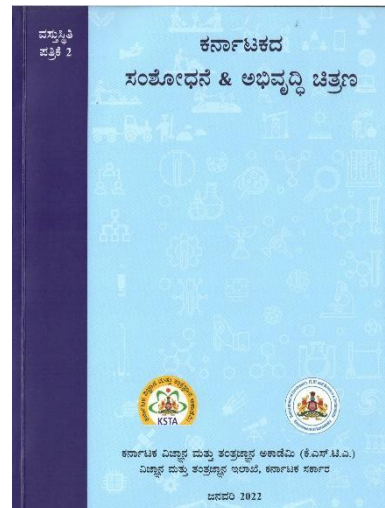 ವಸ್ತುಸ್ಥಿತಿ
ಪತ್ರಿಕೆ 2
ಕರ್ನಾಟಕದ
ಸಂಶೋಧನೆ & ಅಭಿವೃದ್ಧಿ ಚಿತ್ರಣ
KSTA
ಕರ್ನಾಟಕ ವಿಜ್ಞಾನ ಮತ್ತು ತಂತ್ರಜ್ಞಾನ ಅಕಾಡೆಮಿ (ಕೆ.ಎಸ್.ಟಿ.ಎ.)
ವಿಜ್ಞಾನ ಮತ್ತು ತಂತ್ರಜ್ಞಾನ ಇಲಾಖೆ, ಕರ್ನಾಟಕ ಸರ್ಕಾರ
ಜನವರಿ 2022